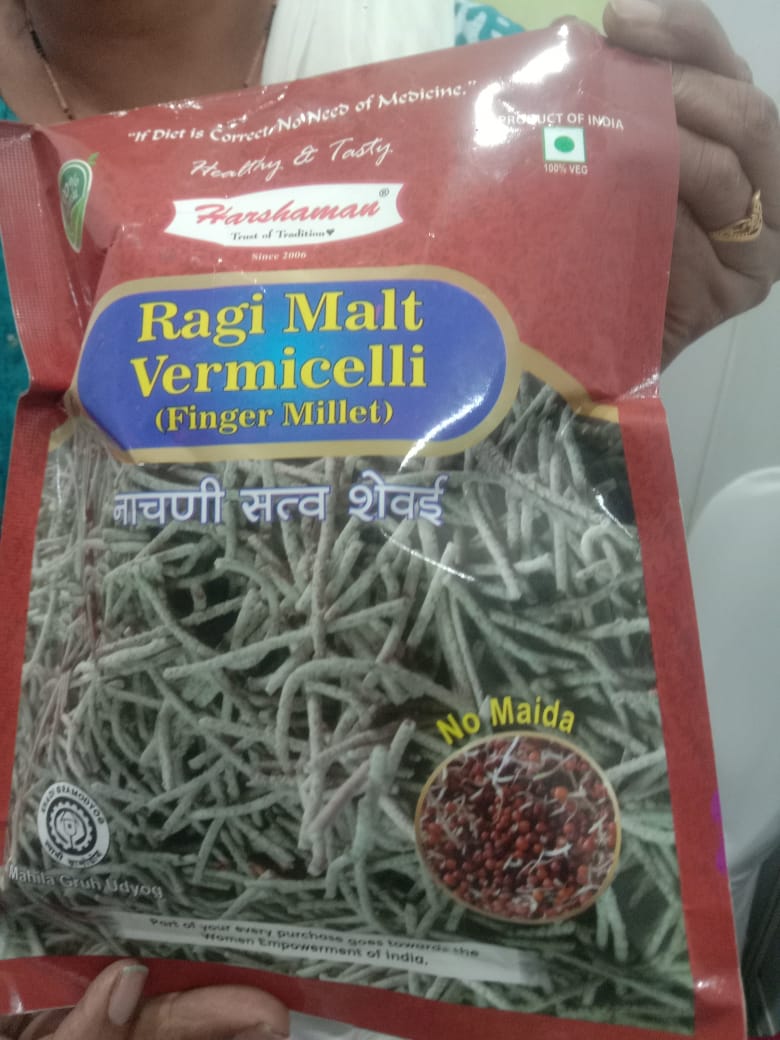 "If Diet is Correct, No Need of Medicine."
Healthy & Tasty
PRODUCT OF INDIA
100% VEG
Harshaman®
Trust of Tradition
Since 2006
Ragi Malt
Vermicelli
(Finger Millet)
नाचणी सत्व शेवई
No Maida
Mahila Gruh Udyog
Part of your every purchase goes towards the
Women Empowerment of India.